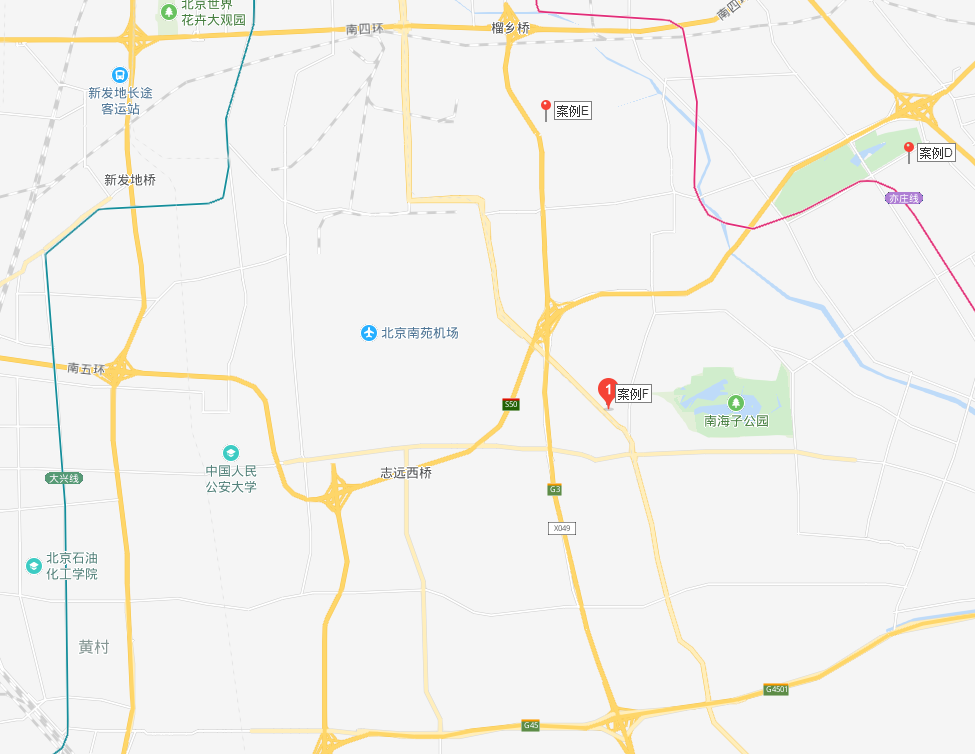 北京世界
花卉大观园
南四环
榴乡桥
南四环
新发地长途
客运站
案例E
案例D
新发地桥
亦庄线
北京南苑机场
南五环
1
案例F
S50
南海子公园
中国人民
公安大学
志远西桥
大兴线
G3
X049
北京石油
化工学院
黄村
G4501
G45